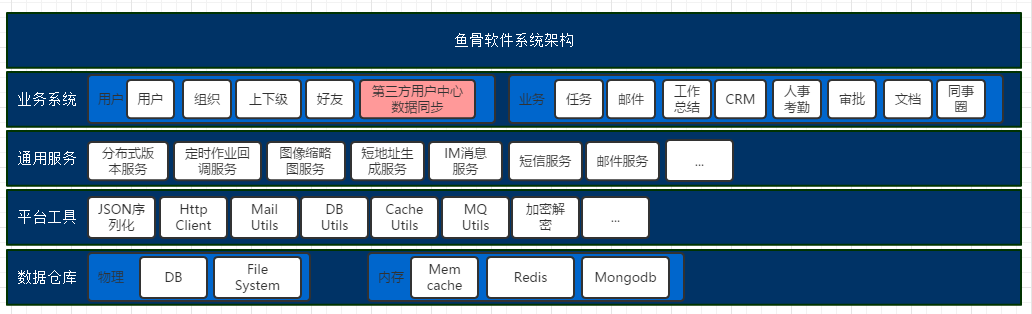 鱼骨软件系统架构
业务系统
用户
用户
组织
上下级
好友
第三方用户中心
数据同步
业务
任务
邮件
工作
总结
CRM
人事
考勤
审批
文档
同事
圈
通用服务
分布式版
本服务
定时作业回
调服务
图像缩略
图服务
短地址生
成服务
IM消息
服务
短信服务
邮件服务
...
平台工具
JSON序
列化
Http
Client
Mail
Utils
DB
Utils
Cache
Utils
MQ
Utils
加密解
密
...
数据仓库
物理
DB
File
System
内存
Mem
cache
Redis
Mongodb